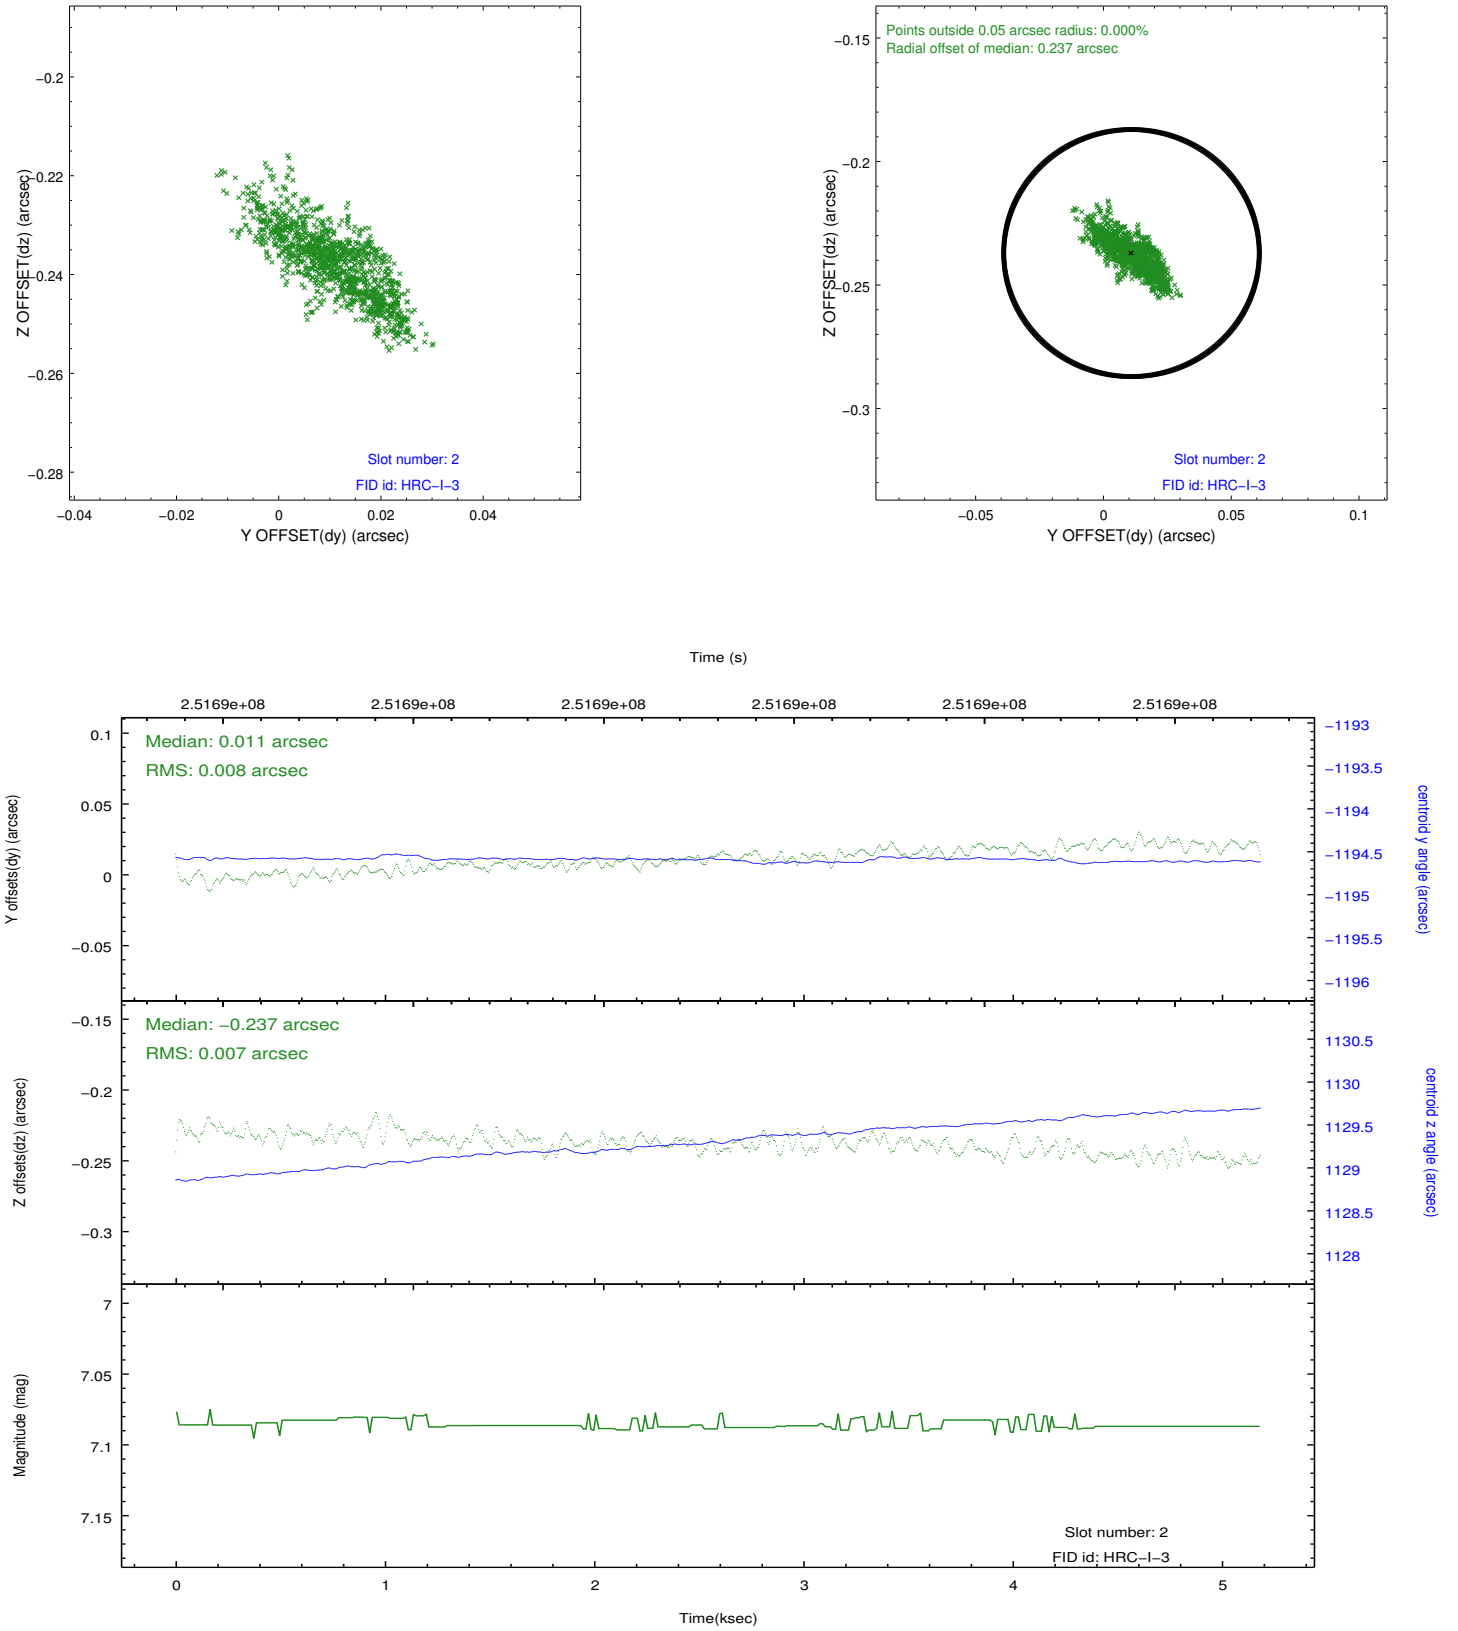 −0.2
−0.22
−0.24
−0.26
−0.28
Z OFFSET(dz) (arcsec)
Slot number: 2
FID id: HRC−I−3
−0.04 −0.02 0 0.02 0.04
Y OFFSET(dy) (arcsec)
Points outside 0.05 arcsec radius: 0.000%
Radial offset of median: 0.237 arcsec
−0.15
−0.2
−0.25
−0.3
Z OFFSET(dz) (arcsec)
Slot number: 2
FID id: HRC−I−3
−0.05 0 0.05 0.1
Y OFFSET(dy) (arcsec)
Time (s)
2.5169e+08 2.5169e+08 2.5169e+08 2.5169e+08 2.5169e+08 2.5169e+08
Median: 0.011 arcsec
RMS: 0.008 arcsec
0.1
0.05
0
−0.05
Y offsets(dy) (arcsec)
−1193
−1193.5
−1194
−1194.5
−1195
−1195.5
−1196
centroid y angle (arcsec)
Median: −0.237 arcsec
RMS: 0.007 arcsec
−0.15
−0.2
−0.25
−0.3
Z offsets(dz) (arcsec)
1130.5
1130
1129.5
1129
1128.5
1128
centroid z angle (arcsec)
7
7.05
7.1
7.15
Magnitude (mag)
Slot number: 2
FID id: HRC−I−3
0 1 2 3 4 5
Time(ksec)